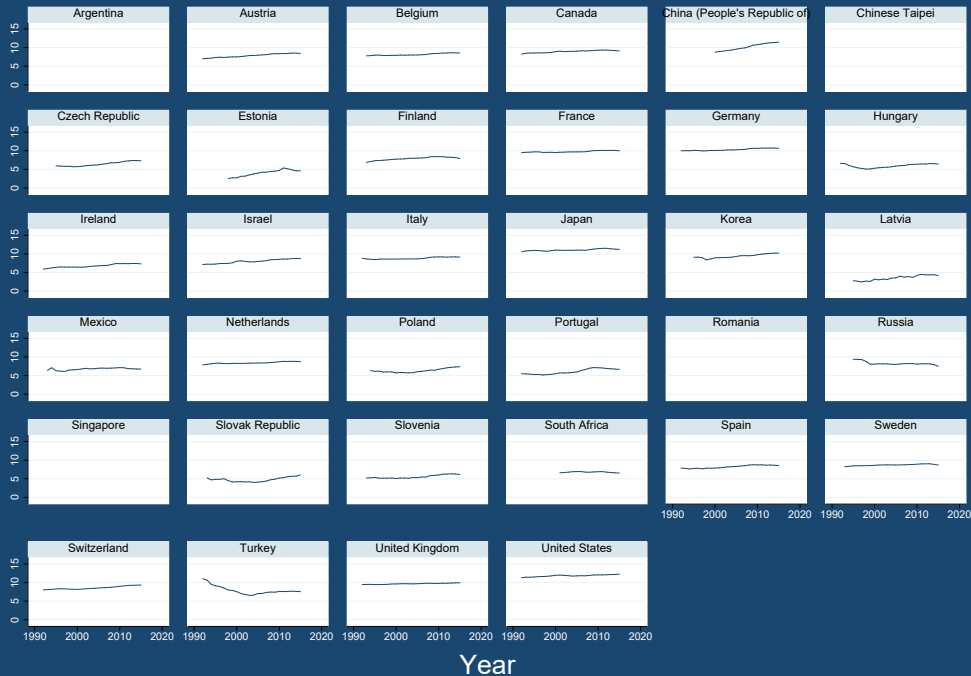 Argentina Austria Belgium Canada China (People's Republic of) Chinese Taipei
0 5 10 15
Czech Republic Estonia Finland France Germany Hungary
0 5 10 15
Ireland Israel Italy Japan Korea Latvia
0 5 10 15
Mexico Netherlands Poland Portugal Romania Russia
0 5 10 15
Singapore Slovak Republic Slovenia South Africa Spain Sweden
0 5 10 15
1990 2000 2010 2020 1990 2000 2010 2020
Switzerland Turkey United Kingdom United States
0 5 10 15
1990 2000 2010 2020 1990 2000 2010 2020 1990 2000 2010 2020 1990 2000 2010 2020
Year